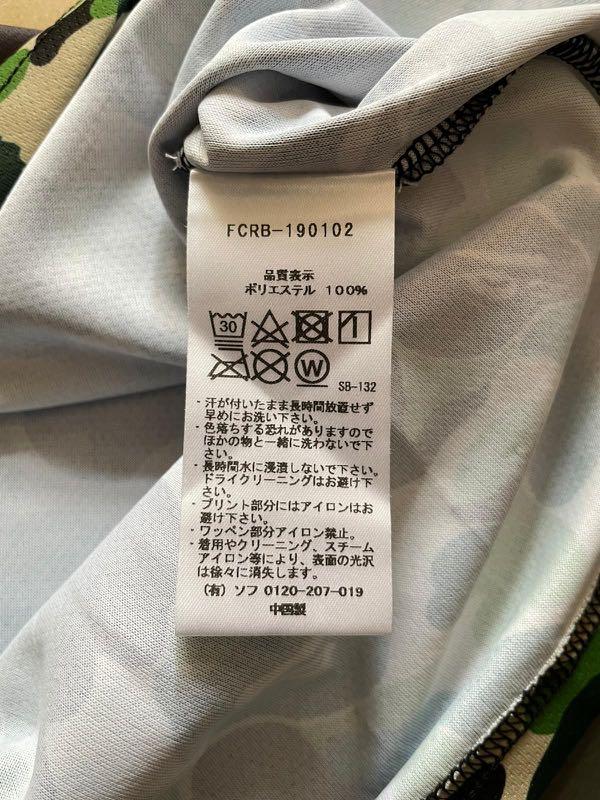 FCRB-190102
品質表示
ポリエステル 100%
30
W
SB-132
・汗が付いたまま長時間放置せず
早めにお洗い下さい。
・色落ちする恐れがありますので
ほかの物と一緒に洗わないで下
さい。
・長時間水に浸漬しないで下さい。
ドライクリーニングはお避け下
さい。
・プリント部分にはアイロンはお
避け下さい。
・ワッペン部分アイロン禁止。
・着用やクリーニング、スチーム
アイロン等により、表面の光沢
は徐々に消失します。
(有) ソフ 0120-207-019
中国製